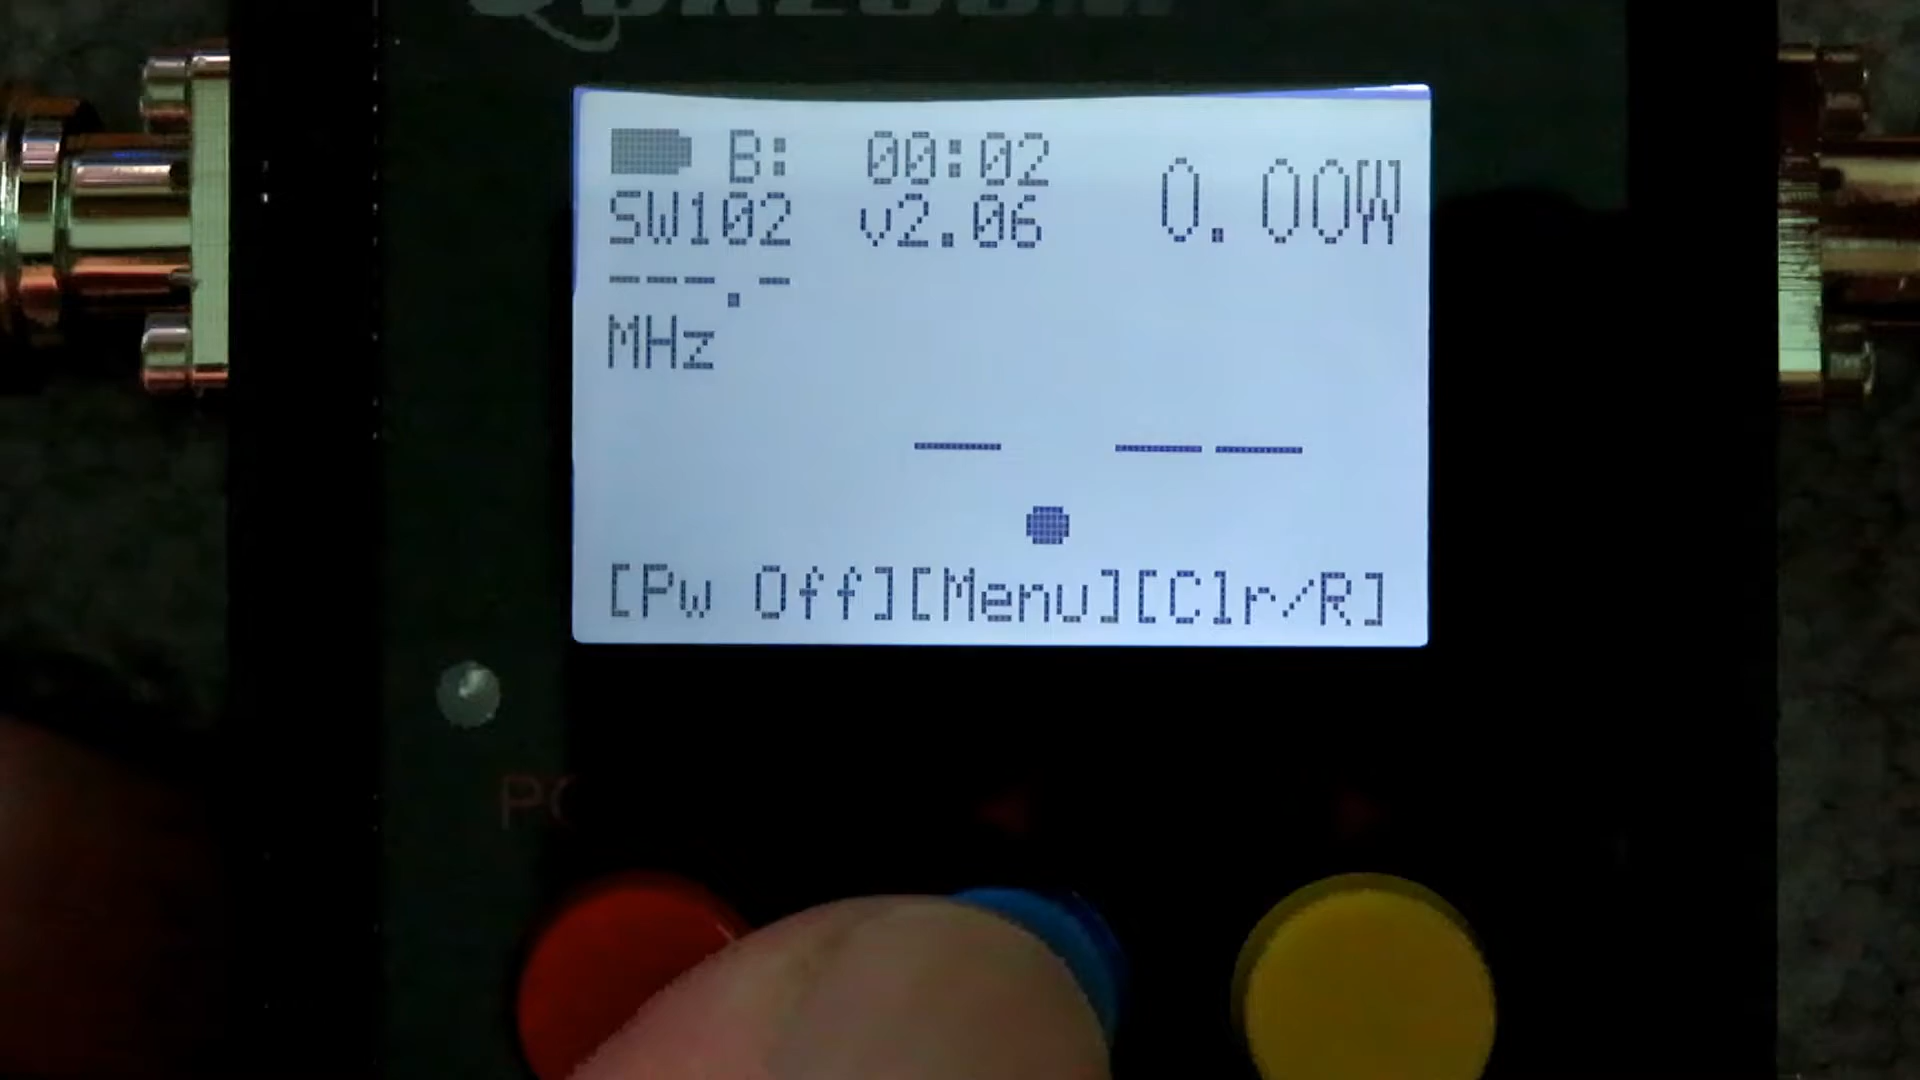 B: 00:02
0.00W
SW102 v2.06
---.-
MHz
- . --
[Pw Off][Menu][Clr/R]